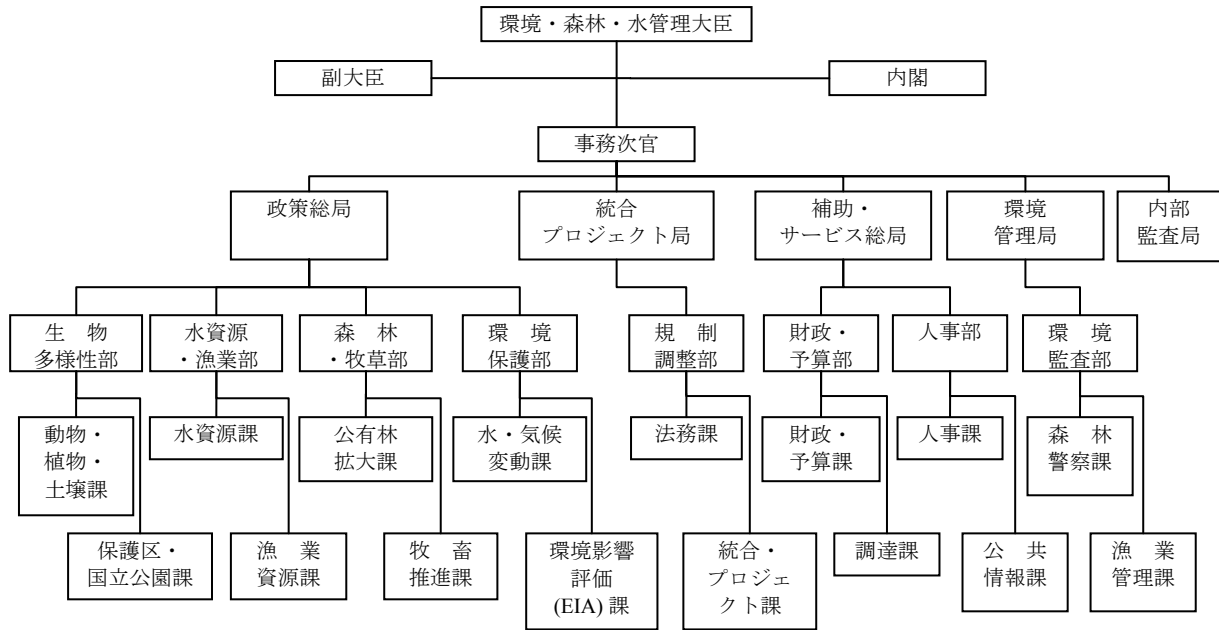 環境・森林・水管理大臣
副大臣
内閣
事務次官
政策総局
統合
プロジェクト局
補助・
サービス総局
環境
管理局
内部
監査局
生　物
多様性部
水資源
・漁業部
森　林
・牧草部
環　境
保護部
規　制
調整部
財政・
予算部
人事部
環　境
監査部
動物・
植物・
土壌課
水資源課
公有林
拡大課
水・気候
変動課
法務課
財政・
予算課
人事課
森　林
警察課
保護区・
国立公園課
漁　業
資源課
牧　畜
推進課
環境影響
評価
(EIA) 課
統合・
プロジェ
クト課
調達課
公　共
情報課
漁　業
管理課